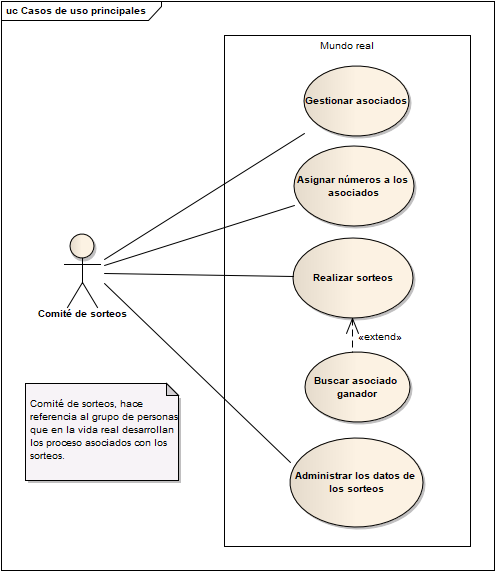 uc Casos de uso principales
Mundo real
Gestionar asociados
Asignar números a los
asociados
Realizar sorteos
«extend»
Comité de sorteos
Buscar asociado
ganador
Comité de sorteos, hace
referencia al grupo de personas
que en la vida real desarrollan
los proceso asociados con los
sorteos.
Administrar los datos de
los sorteos